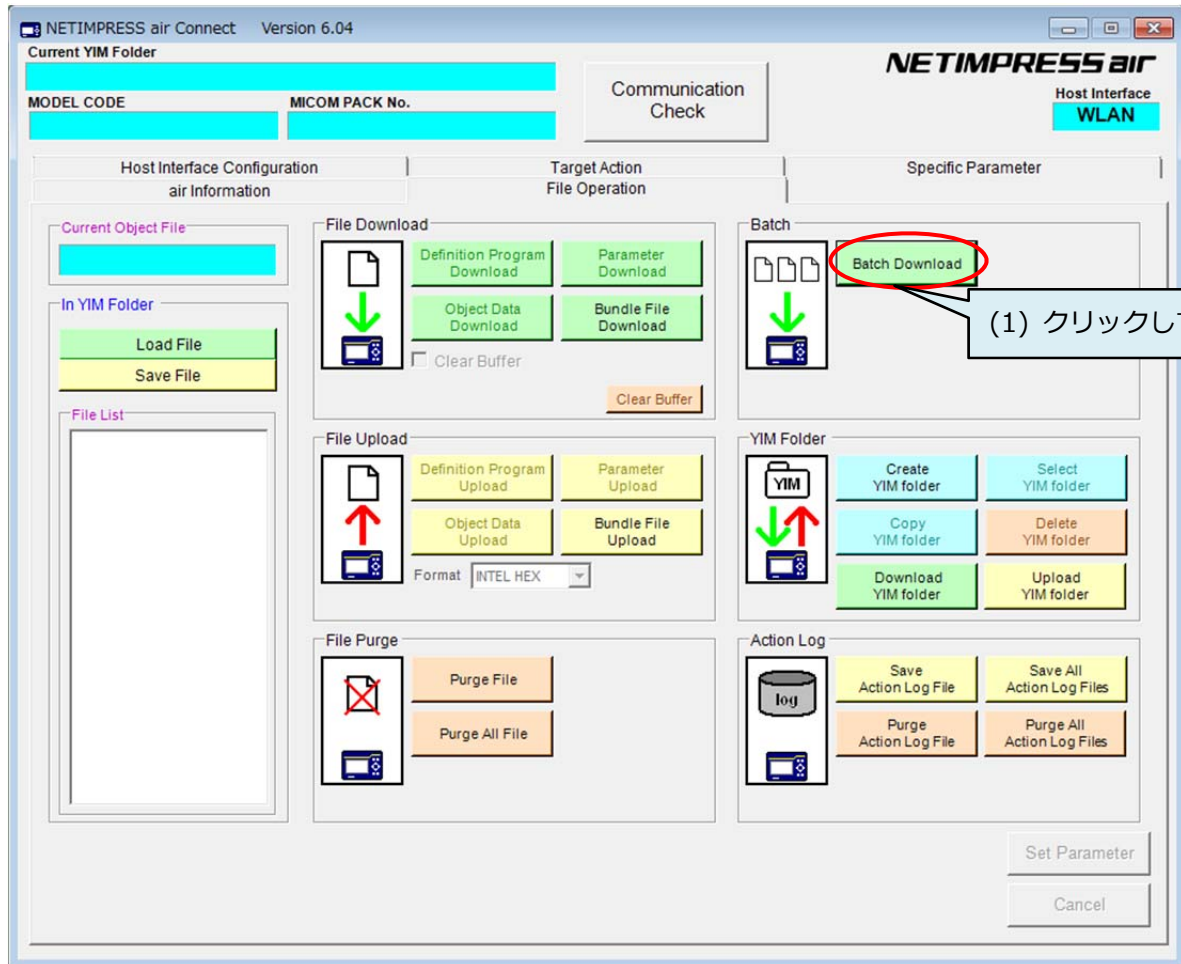 NETIMPRESS air Connect Version 6.04
Current YIM Folder
MODEL CODE
MICOM PACK No.
Communication
Check
NETIMPRESS air
Host Interface
WLAN
Host Interface Configuration
Target Action
Specific Parameter
air Information
File Operation
Current Object File
In YIM Folder
Load File
Save File
File List
File Download
Definition Program
Download
Parameter
Download
Object Data
Download
Bundle File
Download
Clear Buffer
Clear Buffer
File Upload
Definition Program
Upload
Parameter
Upload
Object Data
Upload
Bundle File
Upload
Format INTEL HEX
File Purge
Purge File
Purge All File
Batch
Batch Download
(1) クリックして
YIM Folder
YIM
Create
YIM folder
Select
YIM folder
Copy
YIM folder
Delete
YIM folder
Download
YIM folder
Upload
YIM folder
Action Log
log
Save
Action Log File
Save All
Action Log Files
Purge
Action Log File
Purge All
Action Log Files
Set Parameter
Cancel